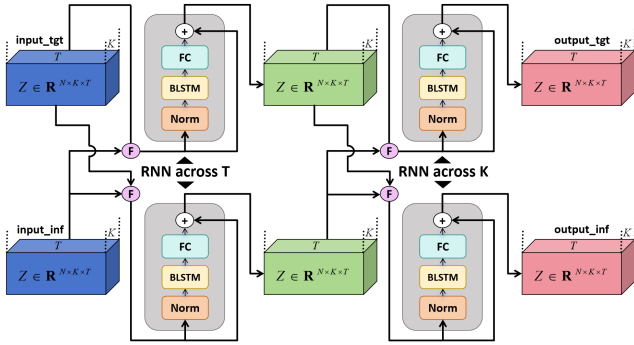 input_tgt
T
K
Z ∈ R^{N×K×T}
+
FC
BLSTM
Norm
F
T
K
Z ∈ R^{N×K×T}
+
FC
BLSTM
Norm
F
output_tgt
T
K
Z ∈ R^{N×K×T}
RNN across T
RNN across K
input_inf
T
K
Z ∈ R^{N×K×T}
F
+
FC
BLSTM
Norm
T
K
Z ∈ R^{N×K×T}
F
+
FC
BLSTM
Norm
output_inf
T
K
Z ∈ R^{N×K×T}